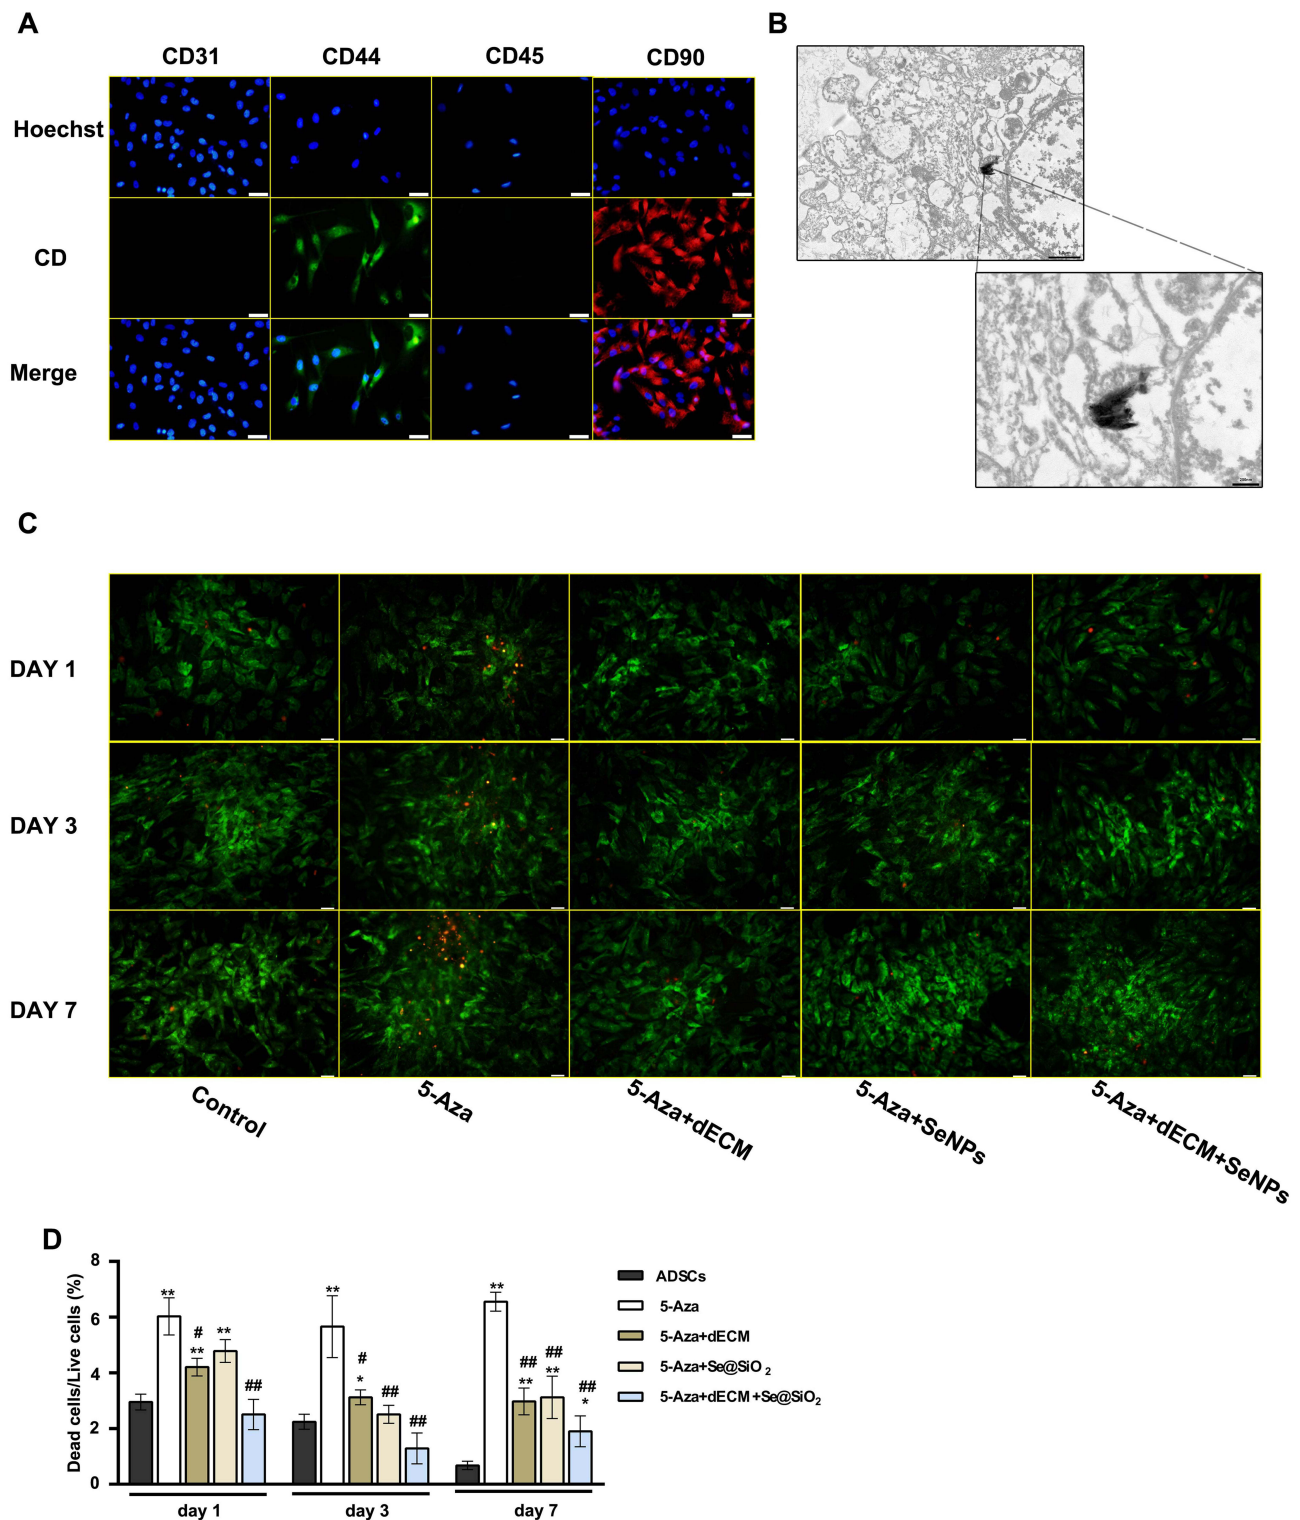 A
B
CD31
CD44
CD45
CD90
Hoechst
CD
Merge
200nm
C
DAY 1
DAY 3
DAY 7
Control
5-Aza
5-Aza+dECM
5-Aza+SeNPs
5-Aza+dECM+SeNPs
D
Dead cells/Live cells (%)
8
6
4
2
0
**
#
**
**
##
**
#
*
##
##
**
##
**
##
**
##
*
day 1
day 3
day 7
ADSCs
5-Aza
5-Aza+dECM
5-Aza+Se@SiO₂
5-Aza+dECM+Se@SiO₂